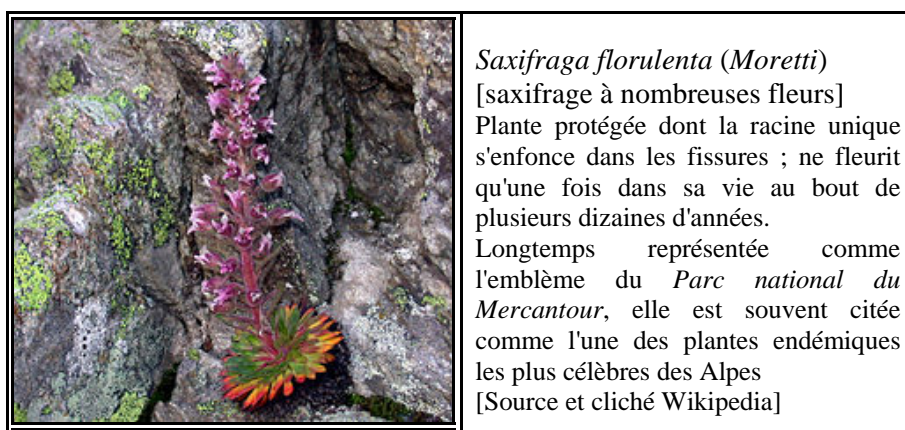 Saxifraga florulenta (Moretti)
[saxifrage à nombreuses fleurs]
Plante protégée dont la racine unique
s'enfonce dans les fissures ; ne fleurit
qu'une fois dans sa vie au bout de
plusieurs dizaines d'années.
Longtemps représentée comme
l'emblème du Parc national du
Mercantour, elle est souvent citée
comme l'une des plantes endémiques
les plus célèbres des Alpes
[Source et cliché Wikipedia]